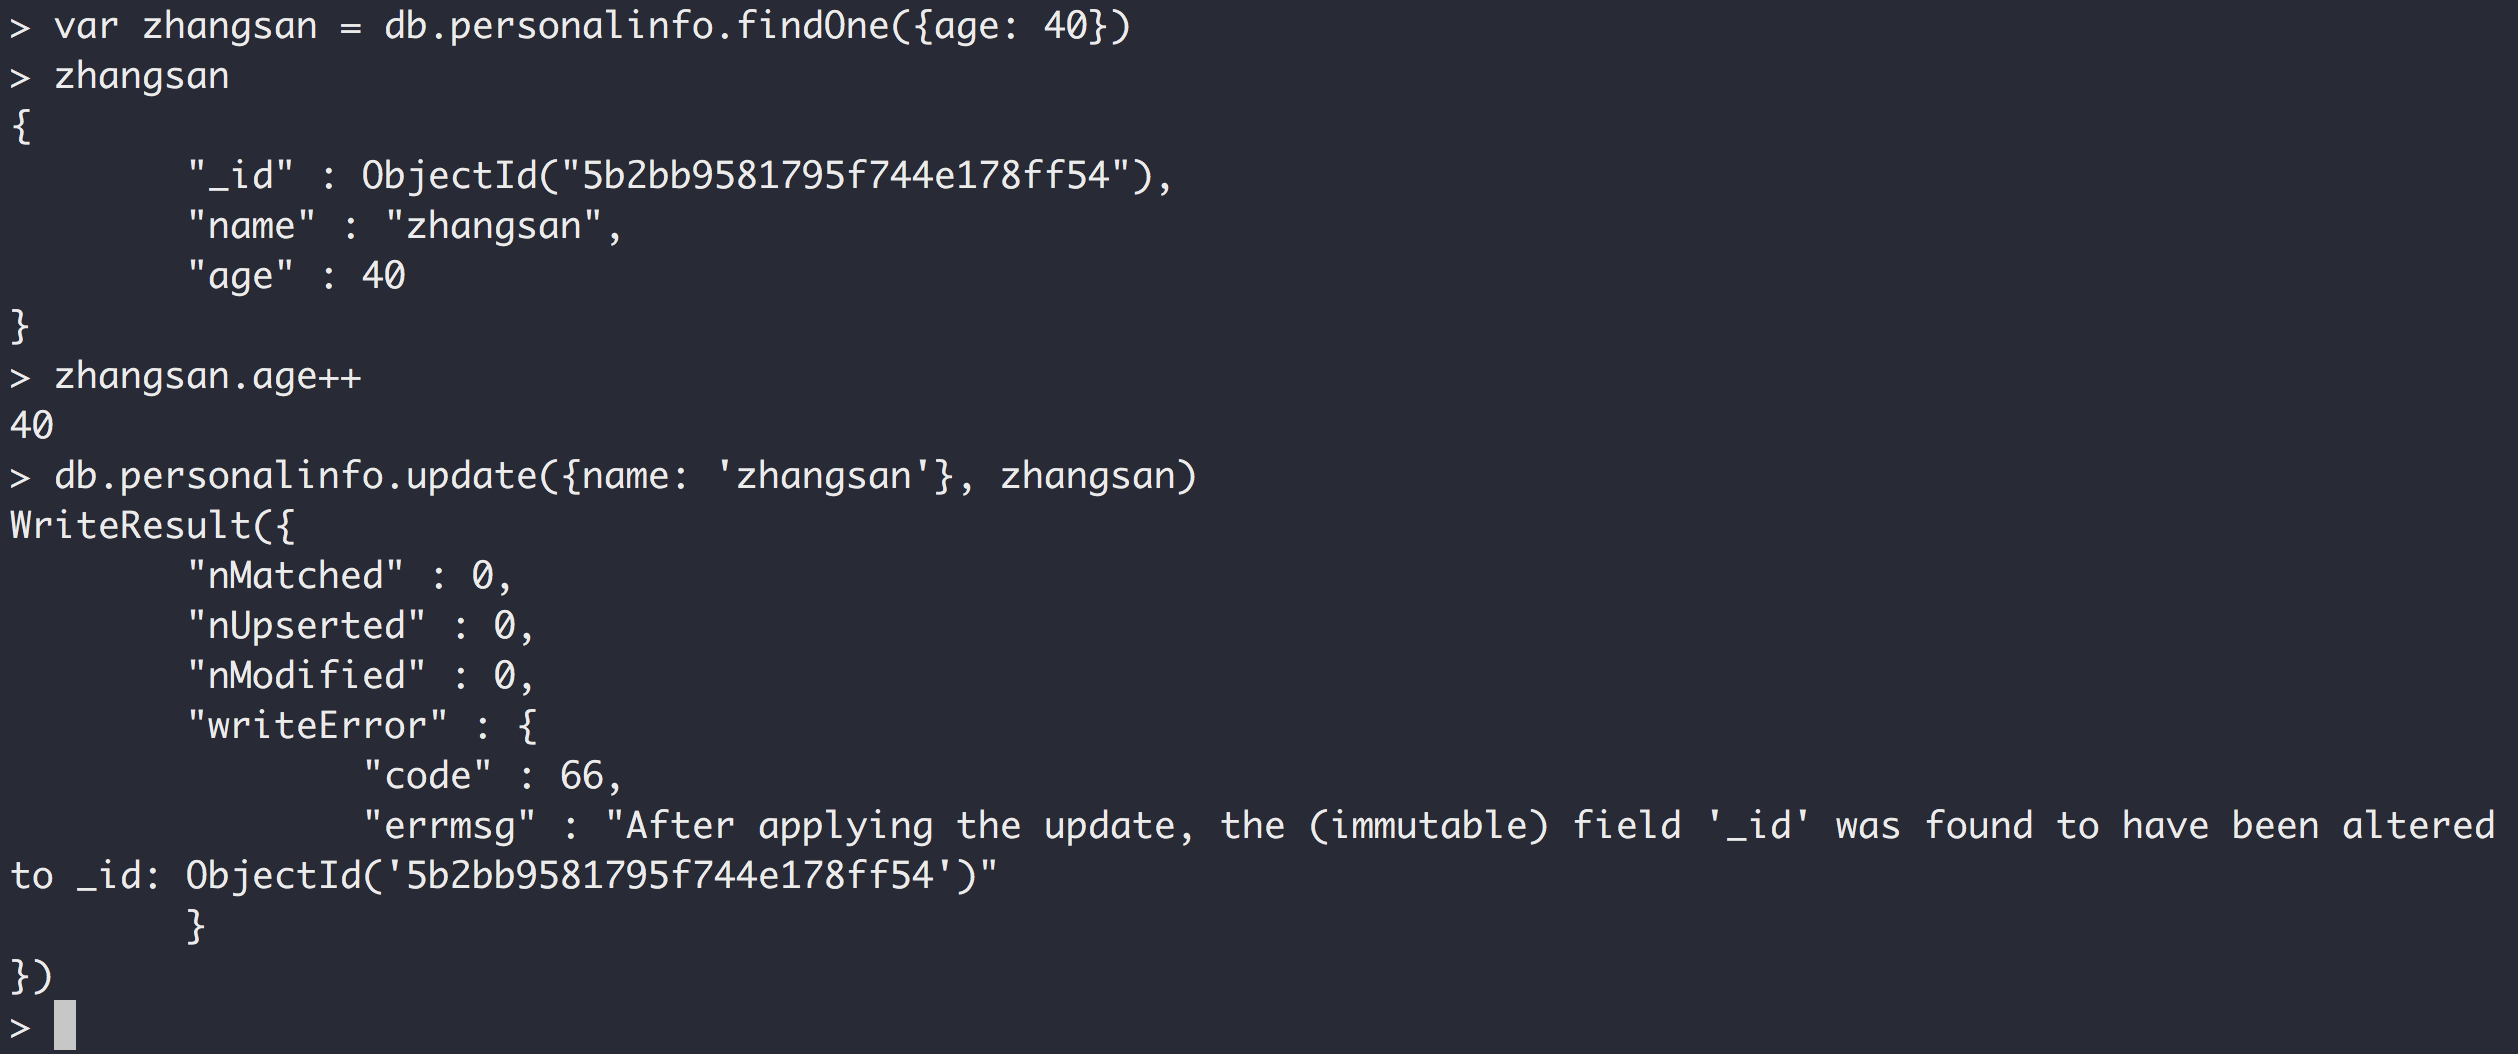 > var zhangsan = db.personalinfo.findOne({age: 40})
> zhangsan
{
        "_id" : ObjectId("5b2bb9581795f744e178ff54"),
        "name" : "zhangsan",
        "age" : 40
}
> zhangsan.age++
40
> db.personalinfo.update({name: 'zhangsan'}, zhangsan)
WriteResult({
        "nMatched" : 0,
        "nUpserted" : 0,
        "nModified" : 0,
        "writeError" : {
                "code" : 66,
                "errmsg" : "After applying the update, the (immutable) field '_id' was found to have been altered
to _id: ObjectId('5b2bb9581795f744e178ff54')"
        }
})
>